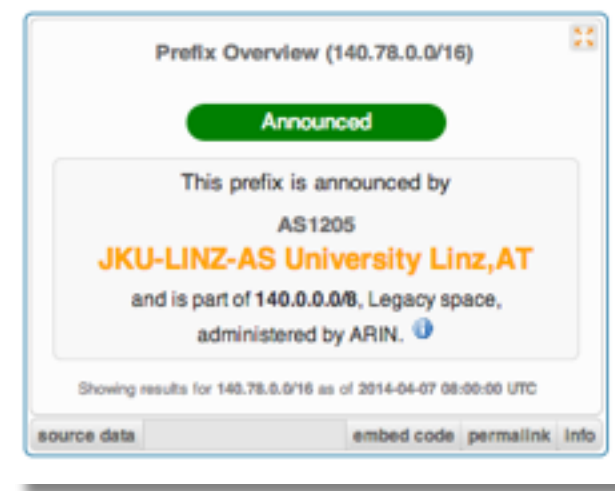 Prefix Overview (140.78.0.0/16)
Announced
This prefix is announced by
AS1205
JKU-LINZ-AS University Linz,AT
and is part of 140.0.0.0/8, Legacy space,
administered by ARIN. i
Showing results for 140.78.0.0/16 as of 2014-04-07 08:00:00 UTC
source data embed code permalink info